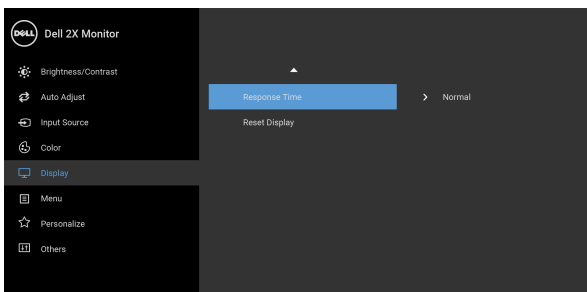 DELL Dell 2X Monitor
Brightness/Contrast
Auto Adjust
Input Source
Color
Display
Menu
Personalize
Others
Response Time Normal
Reset Display